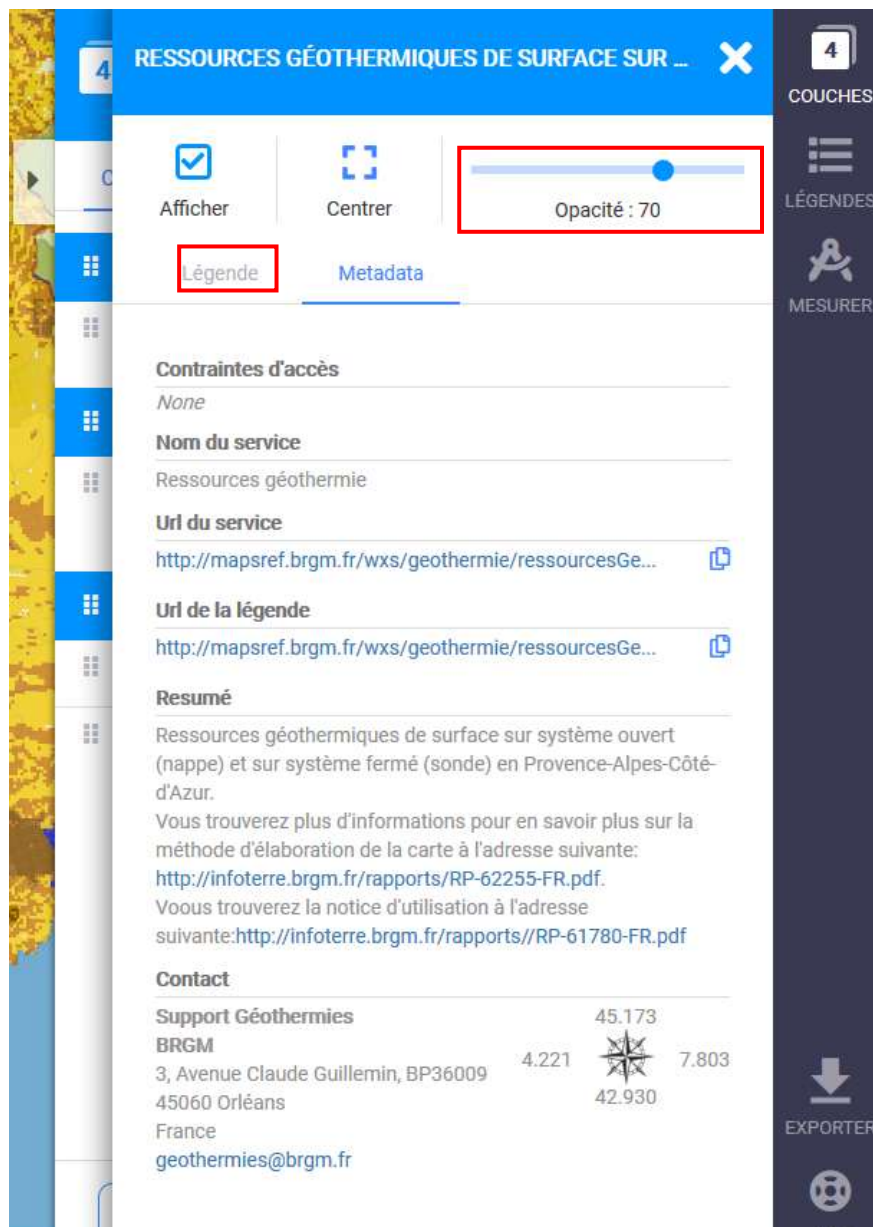 4
RESSOURCES GÉOTHERMIQUES DE SURFACE SUR ...
Afficher
Centrer
Opacité : 70
Légende
Metadata
Contraintes d'accès
None
Nom du service
Ressources géothermie
Url du service
http://mapsref.brgm.fr/wxs/geothermie/ressourcesGe...
Url de la légende
http://mapsref.brgm.fr/wxs/geothermie/ressourcesGe...
Resumé
Ressources géothermiques de surface sur système ouvert
(nappe) et sur système fermé (sonde) en Provence-Alpes-Côté-
d'Azur.
Vous trouverez plus d'informations pour en savoir plus sur la
méthode d'élaboration de la carte à l'adresse suivante:
http://infoterre.brgm.fr/rapports/RP-62255-FR.pdf.
Voous trouverez la notice d'utilisation à l'adresse
suivante:http://infoterre.brgm.fr/rapports//RP-61780-FR.pdf
Contact
Support Géothermies
BRGM
3, Avenue Claude Guillemin, BP36009
45060 Orléans
France
geothermies@brgm.fr
45.173
4.221
7.803
42.930
4
COUCHES
LÉGENDES
MESURER
EXPORTER